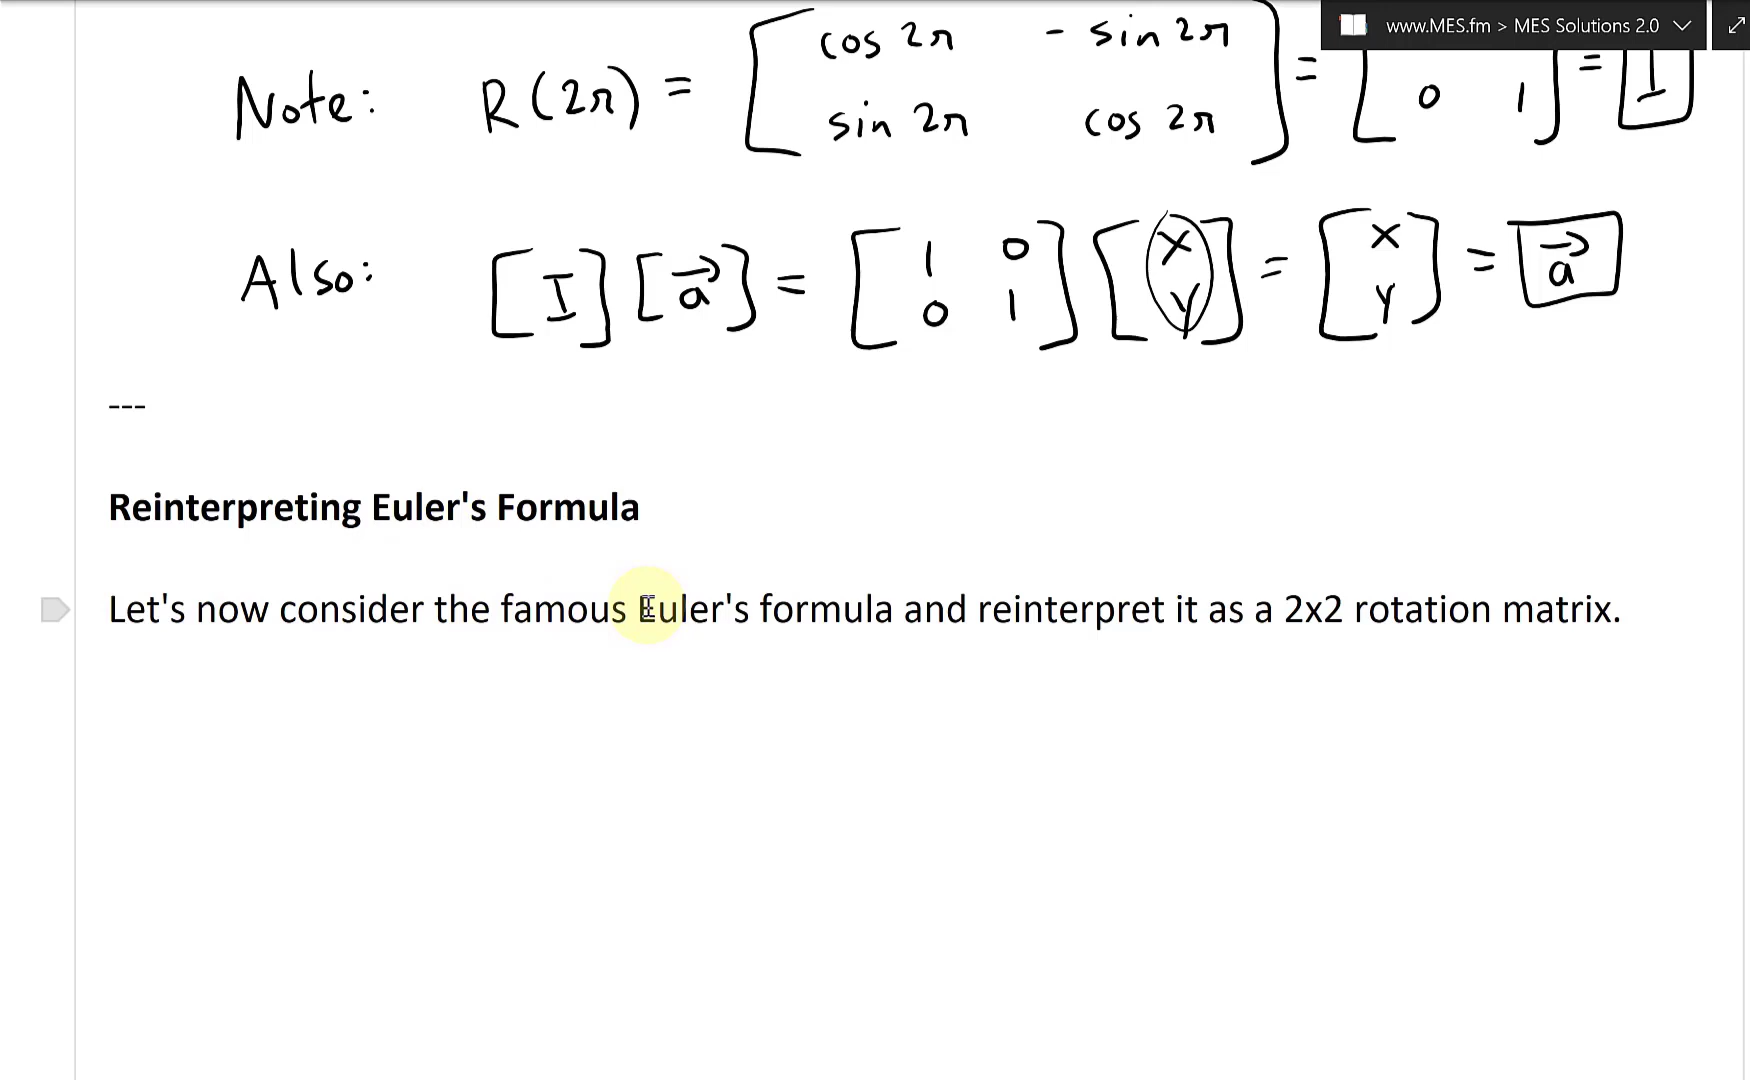 www.MES.fm > MES Solutions 2.0
Note: R(2π) = [cos 2π - sin 2π = [ = [I]
sin 2π cos 2π] 0 1]
Also: [I][a⃗] = [1 0 [x = [x = a⃗
0 1] y] y]
---
Reinterpreting Euler's Formula
Let's now consider the famous Euler's formula and reinterpret it as a 2x2 rotation matrix.